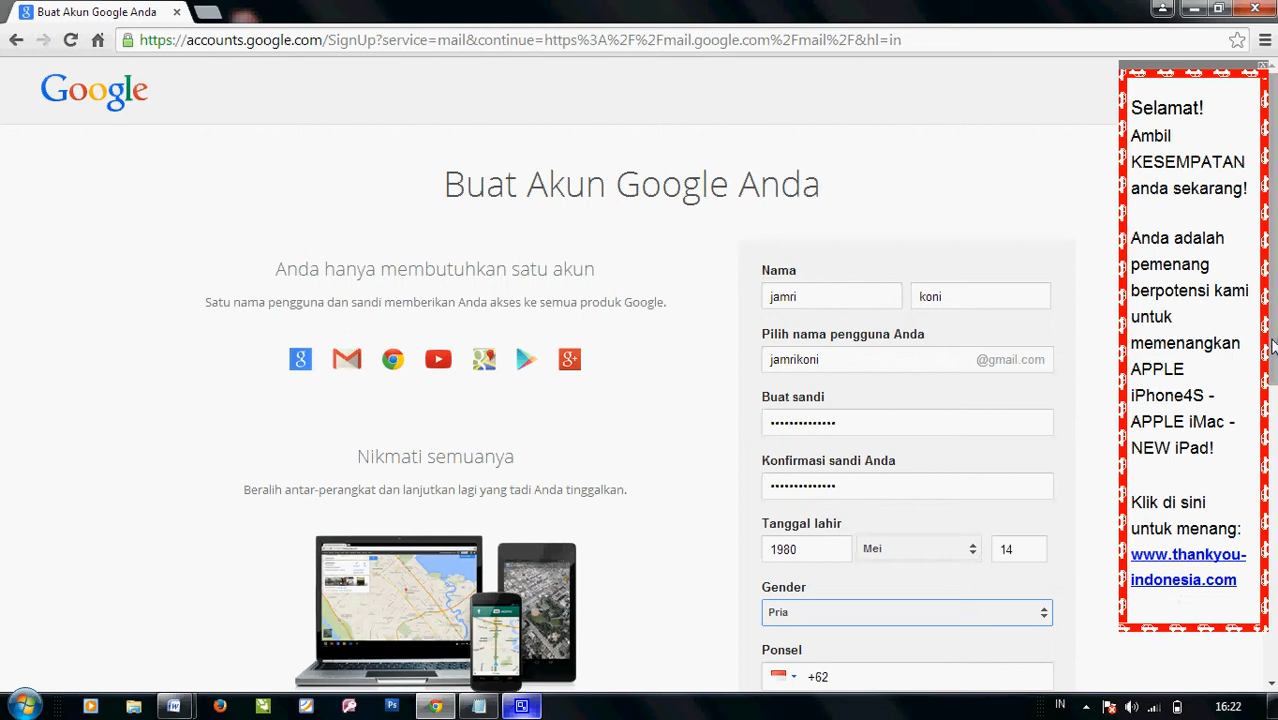 Buat Akun Google Anda
https://accounts.google.com/SignUp?service=mail&continue=https%3A%2F%2Fmail.google.com%2Fmail%2F&hl=in
Google
Buat Akun Google Anda
Anda hanya membutuhkan satu akun
Satu nama pengguna dan sandi memberikan Anda akses ke semua produk Google.
Nikmati semuanya
Beralih antar-perangkat dan lanjutkan lagi yang tadi Anda tinggalkan.
Nama
jamri koni
Pilih nama pengguna Anda
jamrikoni @gmail.com
Buat sandi
••••••••••••••
Konfirmasi sandi Anda
••••••••••••••
Tanggal lahir
1980 Mei 14
Gender
Pria
Ponsel
+62
Selamat!
Ambil
KESEMPATAN
anda sekarang!
Anda adalah
pemenang
berpotensi kami
untuk
memenangkan
APPLE
iPhone4S -
APPLE iMac -
NEW iPad!
Klik di sini
untuk menang:
www.thankyou-
indonesia.com
IN 16:22